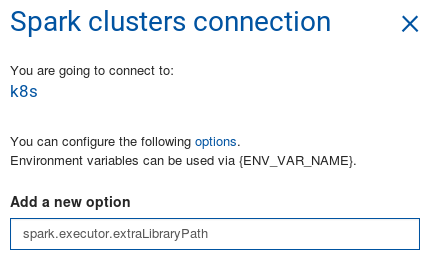 Spark clusters connection
You are going to connect to:
k8s
You can configure the following options.
Environment variables can be used via {ENV_VAR_NAME}.
Add a new option
spark.executor.extraLibraryPath